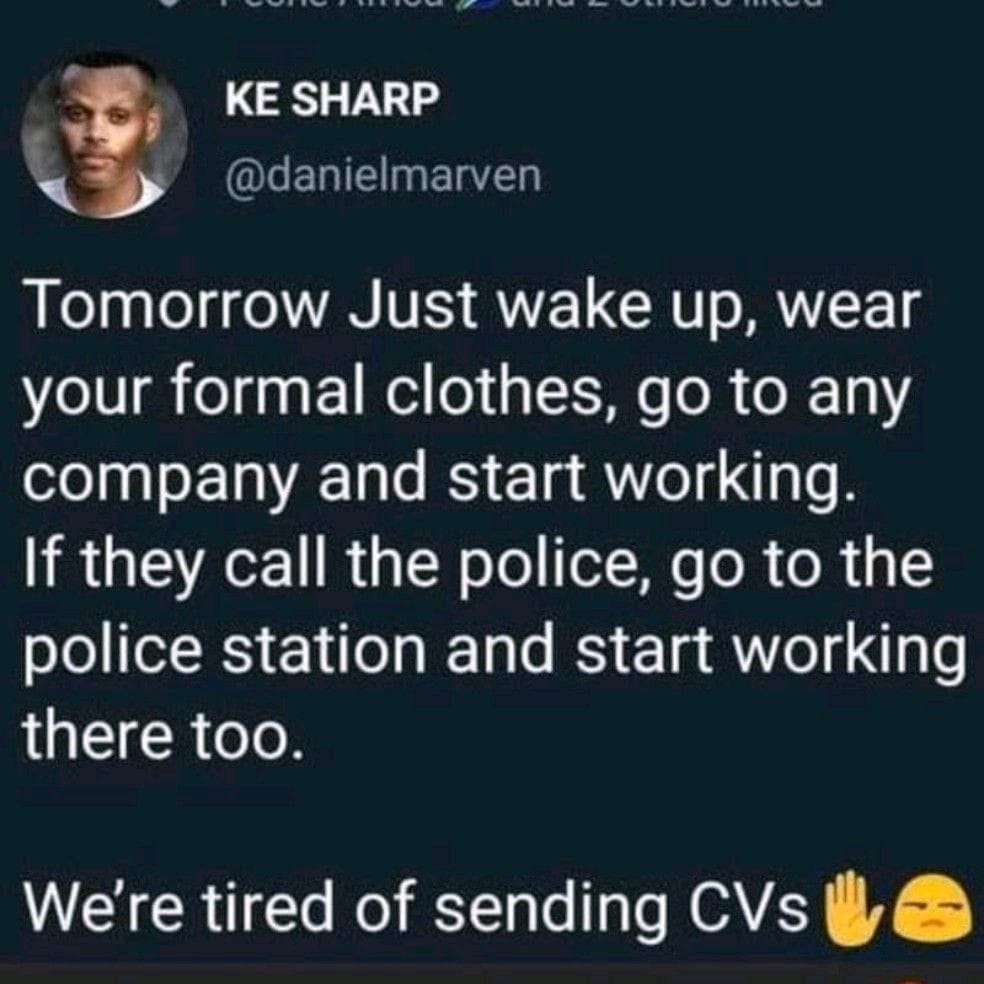 KE SHARP
@danielmarven
Tomorrow Just wake up, wear
your formal clothes, go to any
company and start working.
If they call the police, go to the
police station and start working
there too.
We're tired of sending CVs✋😒